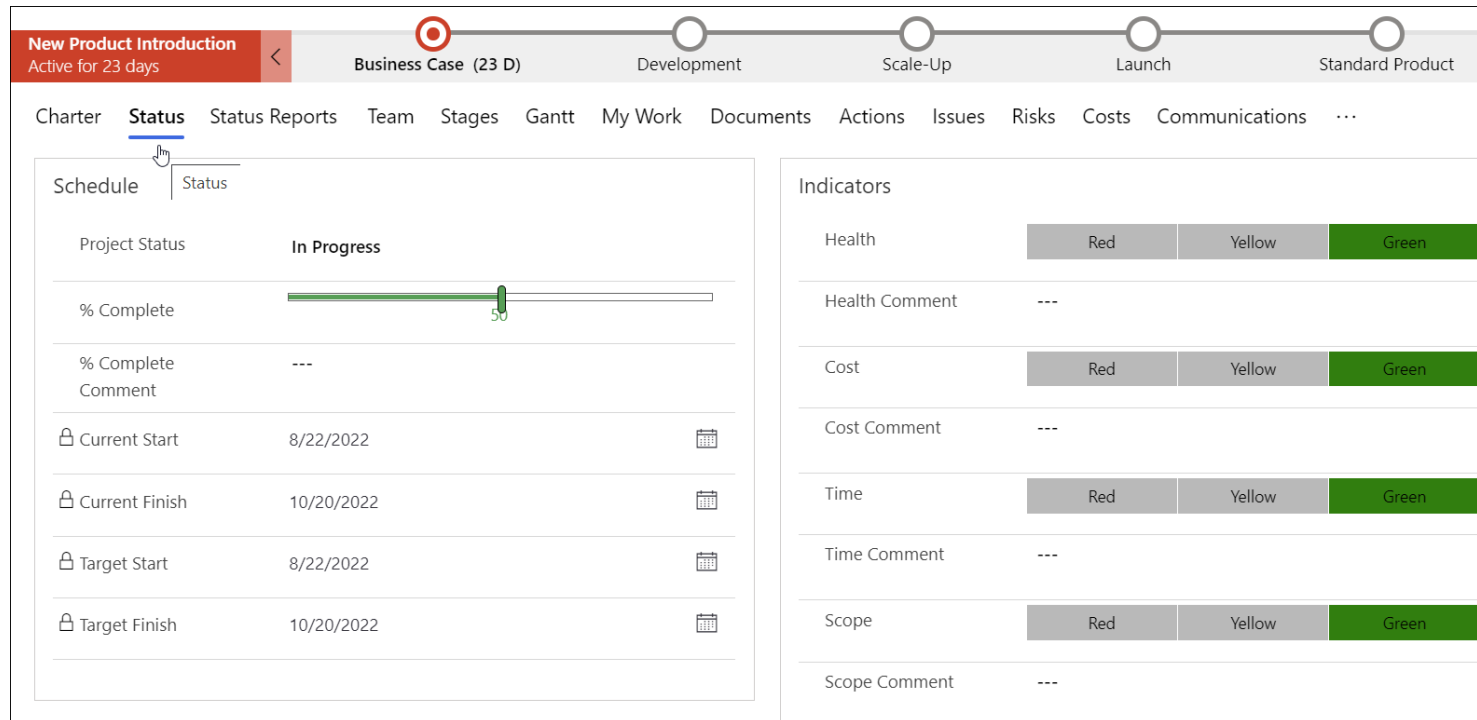 New Product Introduction
Active for 23 days
Business Case (23 D)
Development
Scale-Up
Launch
Standard Product
Charter Status Status Reports Team Stages Gantt My Work Documents Actions Issues Risks Costs Communications ...
Schedule
Status
Project Status In Progress
% Complete
50
% Complete
Comment
---
Current Start 8/22/2022
Current Finish 10/20/2022
Target Start 8/22/2022
Target Finish 10/20/2022
Indicators
Health Red Yellow Green
Health Comment ---
Cost Red Yellow Green
Cost Comment ---
Time Red Yellow Green
Time Comment ---
Scope Red Yellow Green
Scope Comment ---